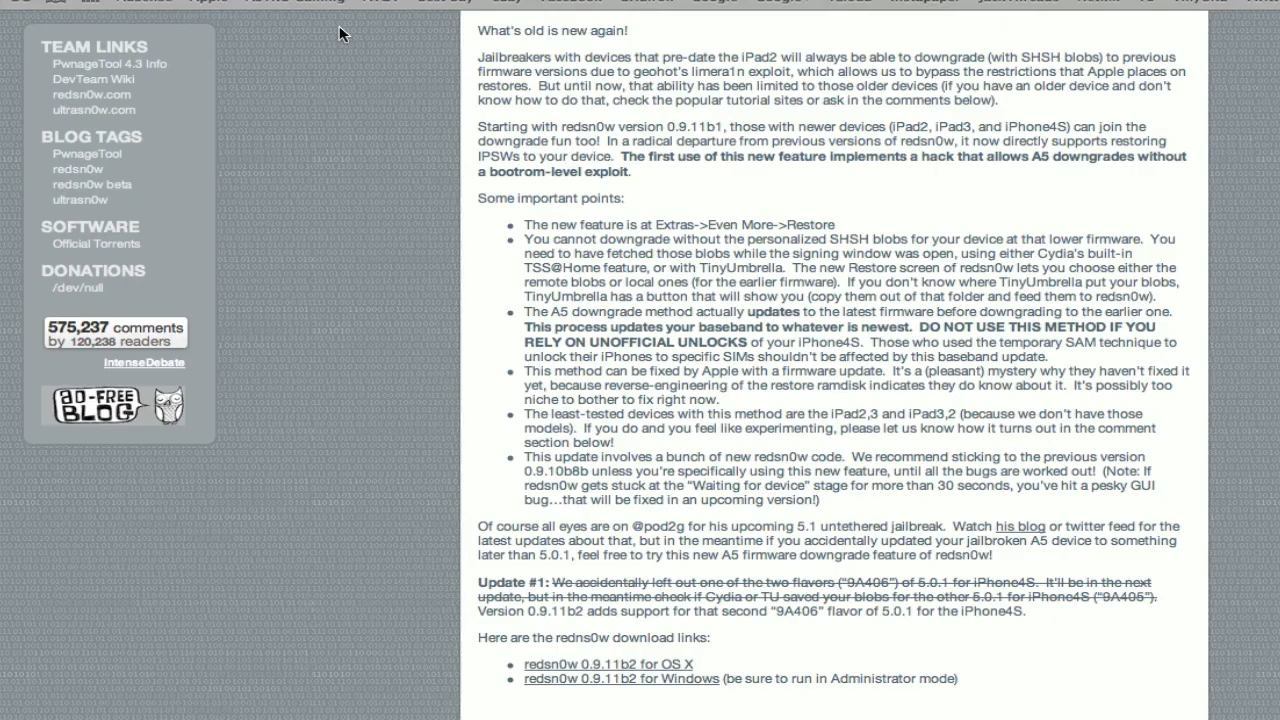 TEAM LINKS
PwnageTool 4.3 Info
DevTeam Wiki
redsn0w.com
ultrasn0w.com
BLOG TAGS
PwnageTool
redsn0w
redsn0w beta
ultrasn0w
SOFTWARE
Official Torrents
DONATIONS
/dev/null
575,237 comments
by 120,238 readers
IntenseDebate
AD-FREE
BLOG
What's old is new again!
Jailbreakers with devices that pre-date the iPad2 will always be able to downgrade (with SHSH blobs) to previous
firmware versions due to geohot's limera1n exploit, which allows us to bypass the restrictions that Apple places on
restores.  But until now, that ability has been limited to those older devices (if you have an older device and don't
know how to do that, check the popular tutorial sites or ask in the comments below).
Starting with redsn0w version 0.9.11b1, those with newer devices (iPad2, iPad3, and iPhone4S) can join the
downgrade fun too!  In a radical departure from previous versions of redsn0w, it now directly supports restoring
IPSWs to your device.  The first use of this new feature implements a hack that allows A5 downgrades without
a bootrom-level exploit.
Some important points:
The new feature is at Extras->Even More->Restore
You cannot downgrade without the personalized SHSH blobs for your device at that lower firmware.  You
need to have fetched those blobs while the signing window was open, using either Cydia's built-in
TSS@Home feature, or with TinyUmbrella.  The new Restore screen of redsn0w lets you choose either the
remote blobs or local ones (for the earlier firmware).  If you don't know where TinyUmbrella put your blobs,
TinyUmbrella has a button that will show you (copy them out of that folder and feed them to redsn0w).
The A5 downgrade method actually updates to the latest firmware before downgrading to the earlier one.
This process updates your baseband to whatever is newest.  DO NOT USE THIS METHOD IF YOU
RELY ON UNOFFICIAL UNLOCKS of your iPhone4S.  Those who used the temporary SAM technique to
unlock their iPhones to specific SIMs shouldn't be affected by this baseband update.
This method can be fixed by Apple with a firmware update.  It's a (pleasant) mystery why they haven't fixed it
yet, because reverse-engineering of the restore ramdisk indicates they do know about it.  It's possibly too
niche to bother to fix right now.
The least-tested devices with this method are the iPad2,3 and iPad3,2 (because we don't have those
models).  If you do and you feel like experimenting, please let us know how it turns out in the comment
section below!
This update involves a bunch of new redsn0w code.  We recommend sticking to the previous version
0.9.10b8b unless you're specifically using this new feature, until all the bugs are worked out!  (Note: If
redsn0w gets stuck at the "Waiting for device" stage for more than 30 seconds, you've hit a pesky GUI
bug…that will be fixed in an upcoming version!)
Of course all eyes are on @pod2g for his upcoming 5.1 untethered jailbreak.  Watch his blog or twitter feed for the
latest updates about that, but in the meantime if you accidentally updated your jailbroken A5 device to something
later than 5.0.1, feel free to try this new A5 firmware downgrade feature of redsn0w!
Update #1: We accidentally left out one of the two flavors ("9A406") of 5.0.1 for iPhone4S.  It'll be in the next
update, but in the meantime check if Cydia or TU saved your blobs for the other 5.0.1 for iPhone4S ("9A405").
Version 0.9.11b2 adds support for that second "9A406" flavor of 5.0.1 for the iPhone4S.
Here are the redns0w download links:
redsn0w 0.9.11b2 for OS X
redsn0w 0.9.11b2 for Windows (be sure to run in Administrator mode)